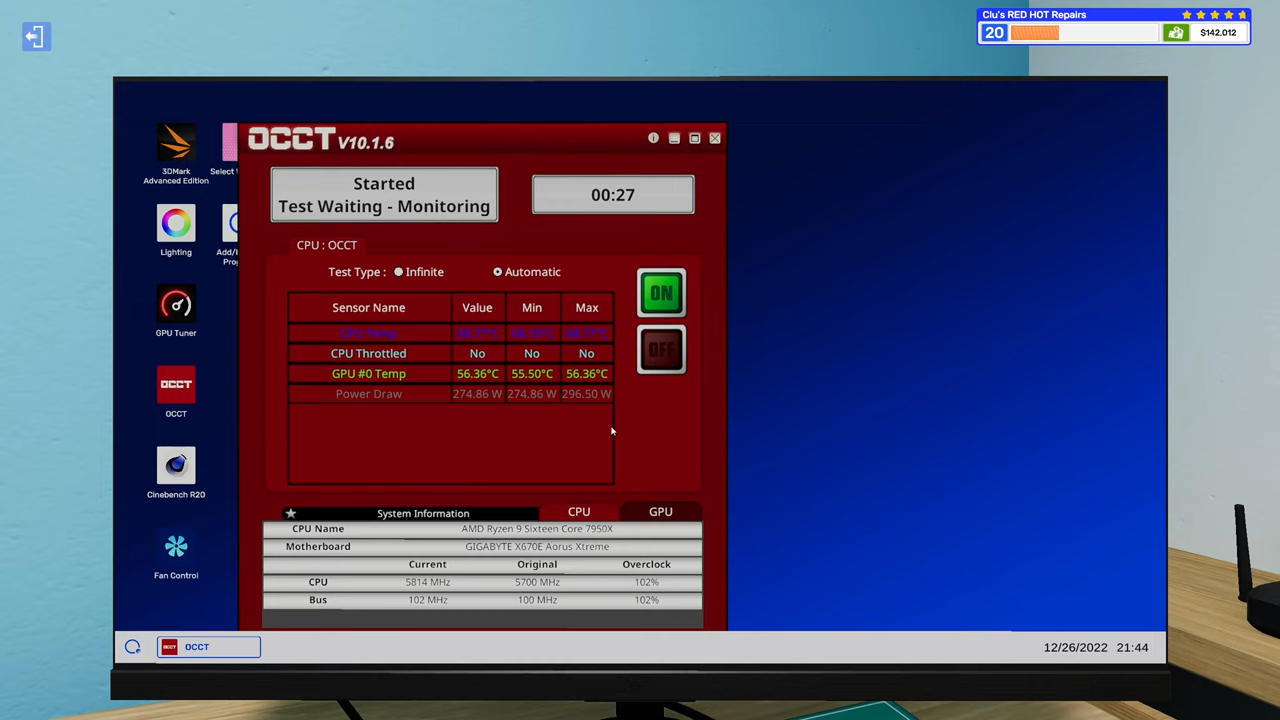 Clu's RED HOT Repairs
20
$142,012
3DMark
Advanced Edition
Select
Lighting
GPU Tuner
OCCT
OCCT
Cinebench R20
Fan Control
OCCT V10.1.6
Started
Test Waiting - Monitoring
00:27
CPU : OCCT
Test Type : Infinite Automatic
ON
OFF
Sensor Name Value Min Max
CPU Temp
CPU Throttled No No No
GPU #0 Temp 56.36°C 55.50°C 56.36°C
Power Draw 274.86 W 274.86 W 296.50 W
System Information CPU GPU
CPU Name AMD Ryzen 9 Sixteen Core 7950X
Motherboard GIGABYTE X670E Aorus Xtreme
Current Original Overclock
CPU 5814 MHz 5700 MHz 102%
Bus 102 MHz 100 MHz 102%
OCCT OCCT
12/26/2022 21:44